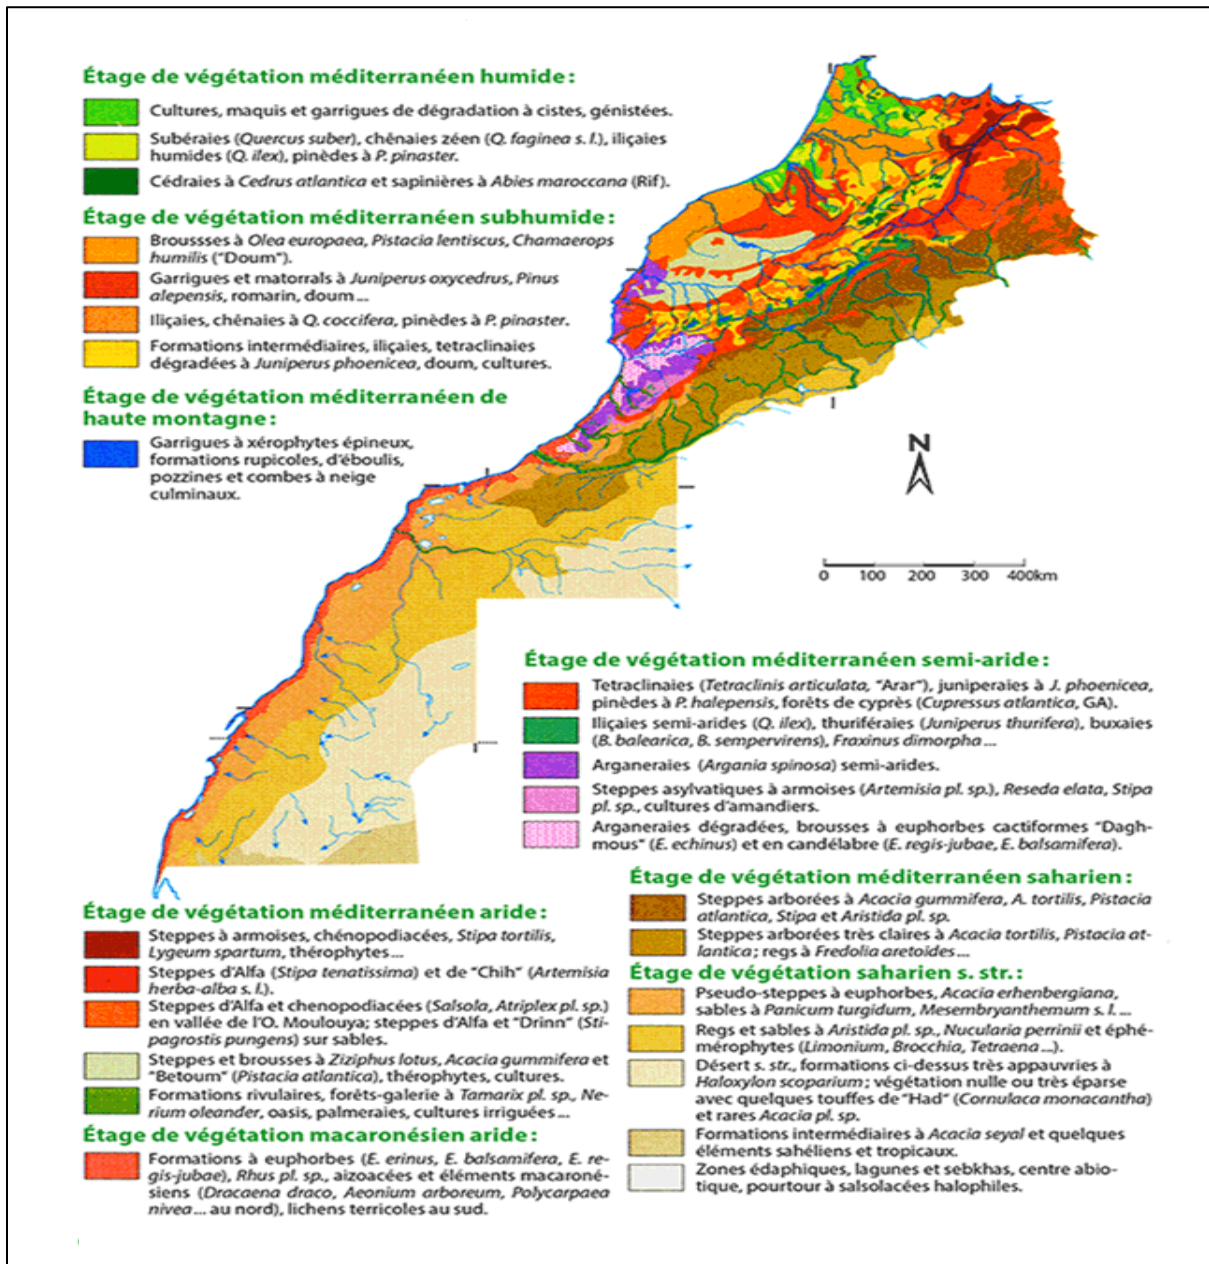 Étage de végétation méditerranéen humide :
Cultures, maquis et garrigues de dégradation à cistes, génistées.
Subéraies (Quercus suber), chênaies zéen (Q. faginea s. l.), iliçaies
humides (Q. ilex), pinèdes à P. pinaster.
Cédraies à Cedrus atlantica et sapinières à Abies maroccana (Rif).
Étage de végétation méditerranéen subhumide :
Broussses à Olea europaea, Pistacia lentiscus, Chamaerops
humilis ("Doum").
Garrigues et matorrals à Juniperus oxycedrus, Pinus
alepensis, romarin, doum ...
Iliçaies, chênaies à Q. coccifera, pinèdes à P. pinaster.
Formations intermédiaires, iliçaies, tetraclinaies
dégradées à Juniperus phoenicea, doum, cultures.
Étage de végétation méditerranéen de
haute montagne :
Garrigues à xérophytes épineux,
formations rupicoles, d'éboulis,
pozzines et combes à neige
culminaux.
N
0 100 200 300 400km
Étage de végétation méditerranéen semi-aride :
Tetraclinaies (Tetraclinis articulata, "Arar"), juniperaies à J. phoenicea,
pinèdes à P. halepensis, forêts de cyprès (Cupressus atlantica, GA).
Iliçaies semi-arides (Q. ilex), thuriféraies (Juniperus thurifera), buxaies
(B. balearica, B. sempervirens), Fraxinus dimorpha ...
Arganeraies (Argania spinosa) semi-arides.
Steppes asylvatiques à armoises (Artemisia pl. sp.), Reseda elata, Stipa
pl. sp., cultures d'amandiers.
Arganeraies dégradées, brousses à euphorbes cactiformes "Dagh-
mous" (E. echinus) et en candélabre (E. regis-jubae, E. balsamifera).
Étage de végétation méditerranéen saharien :
Steppes arborées à Acacia gummifera, A. tortilis, Pistacia
atlantica, Stipa et Aristida pl. sp.
Steppes arborées très claires à Acacia tortilis, Pistacia at-
lantica ; regs à Fredolia aretoïdes ...
Étage de végétation saharien s. str. :
Pseudo-steppes à euphorbes, Acacia erhenbergiana,
sables à Panicum turgidum, Mesembryanthemum s. l. ...
Regs et sables à Aristida pl. sp., Nucularia perrinii et éphé-
mérophytes (Limonium, Brocchia, Tetraena ...).
Désert s. str., formations ci-dessus très appauvries à
Haloxylon scoparium ; végétation nulle ou très éparse
avec quelques touffes de "Had" (Cornulaca monacantha)
et rares Acacia pl. sp.
Formations intermédiaires à Acacia seyal et quelques
éléments sahéliens et tropicaux.
Zones édaphiques, lagunes et sebkhas, centre abio-
tique, pourtour à salsolacées halophiles.
Étage de végétation méditerranéen aride :
Steppes à armoises, chénopodiacées, Stipa tortilis,
Lygeum spartum, thérophytes ...
Steppes d'Alfa (Stipa tenatissima) et de "Chih" (Artemisia
herba-alba s. l.).
Steppes d'Alfa et chenopodiacées (Salsola, Atriplex pl. sp.)
en vallée de l'O. Moulouya; steppes d'Alfa et "Drinn" (Sti-
pagrostis pungens) sur sables.
Steppes et brousses à Ziziphus lotus, Acacia gummifera et
"Betoum" (Pistacia atlantica), thérophytes, cultures.
Formations rivulaires, forêts-galerie à Tamarix pl. sp., Ne-
rium oleander, oasis, palmeraies, cultures irriguées ...
Étage de végétation macaronésien aride :
Formations à euphorbes (E. erinus, E. balsamifera, E. re-
gis-jubae), Rhus pl. sp., aizoacées et éléments macaroné-
siens (Dracaena draco, Aeonium arboreum, Polycarpaea
nivea ... au nord), lichens terricoles au sud.